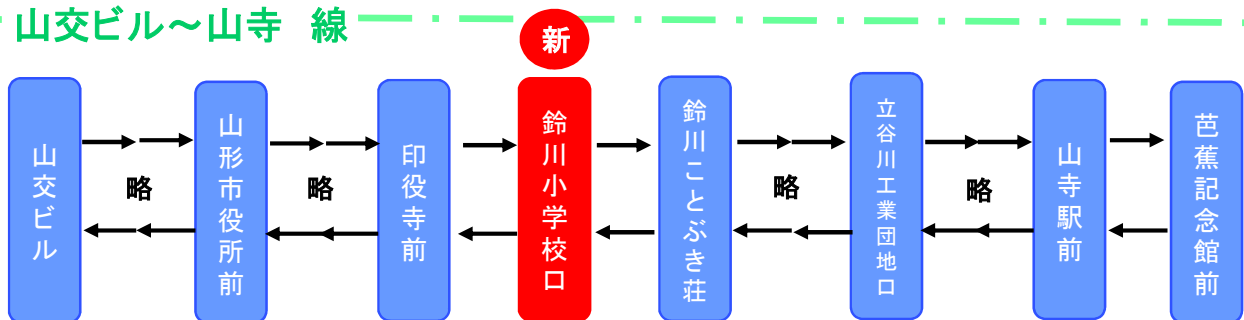 山交ビル～山寺 線
新
山交ビル
略
山形市役所前
略
印役寺前
鈴川小学校口
鈴川ことぶき荘
略
立谷川工業団地口
略
山寺駅前
芭蕉記念館前